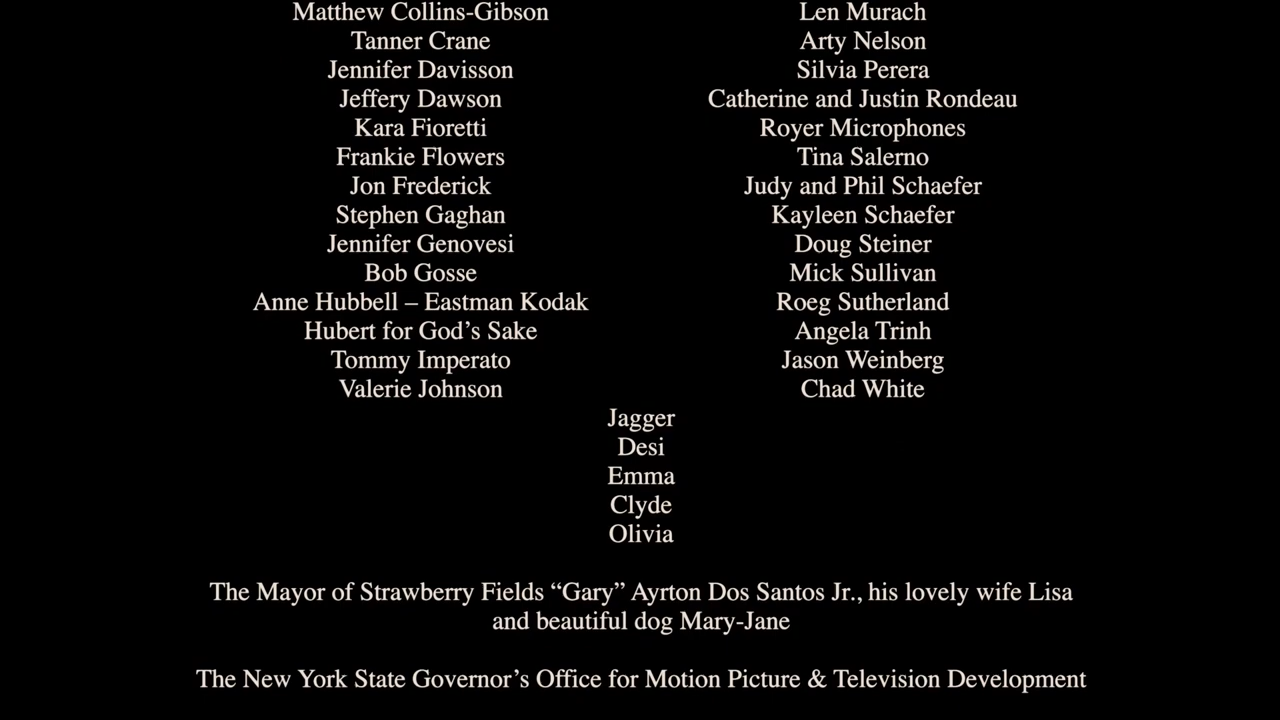 Matthew Collins-Gibson
Tanner Crane
Jennifer Davisson
Jeffery Dawson
Kara Fioretti
Frankie Flowers
Jon Frederick
Stephen Gaghan
Jennifer Genovesi
Bob Gosse
Anne Hubbell – Eastman Kodak
Hubert for God’s Sake
Tommy Imperato
Valerie Johnson
Len Murach
Arty Nelson
Silvia Perera
Catherine and Justin Rondeau
Royer Microphones
Tina Salerno
Judy and Phil Schaefer
Kayleen Schaefer
Doug Steiner
Mick Sullivan
Roeg Sutherland
Angela Trinh
Jason Weinberg
Chad White
Jagger
Desi
Emma
Clyde
Olivia
The Mayor of Strawberry Fields “Gary” Ayrton Dos Santos Jr., his lovely wife Lisa
and beautiful dog Mary-Jane
The New York State Governor’s Office for Motion Picture & Television Development